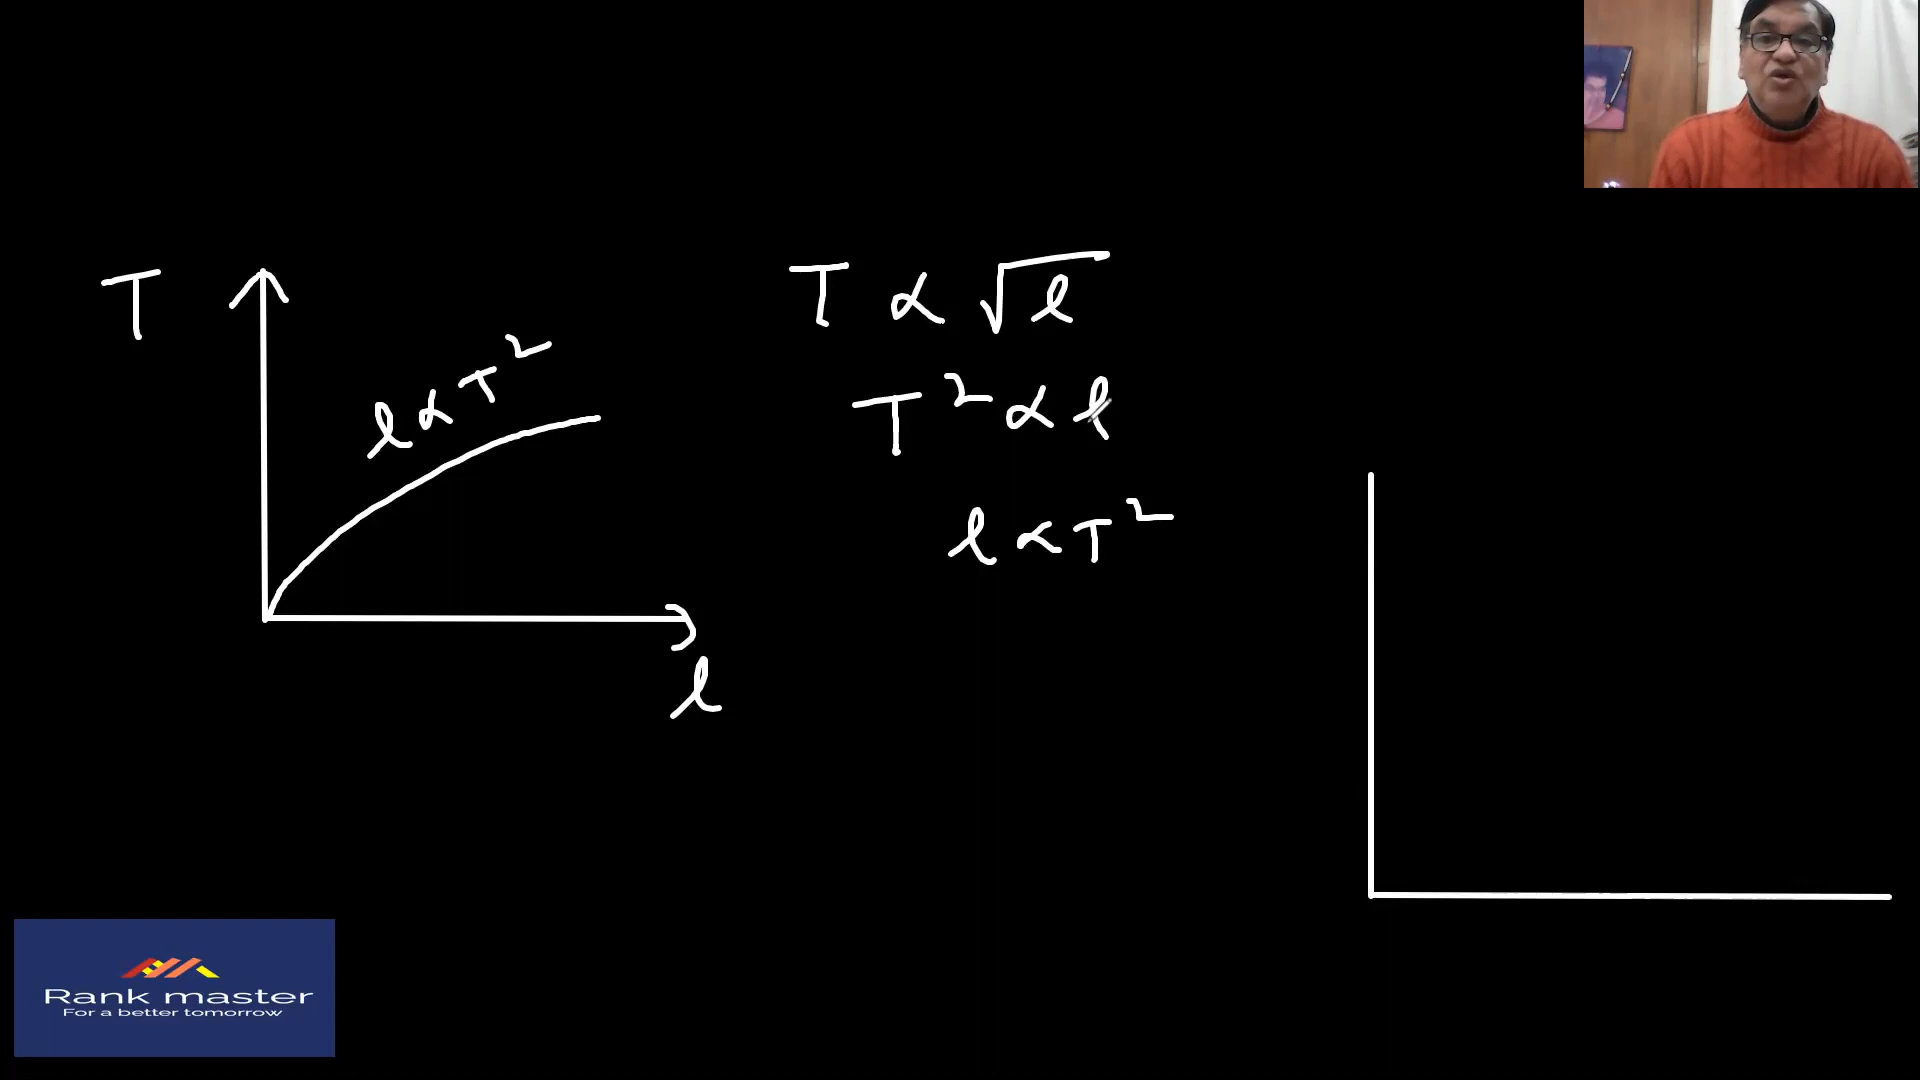 T
l ∝ T²
l
T ∝ √l
T² ∝ l
l ∝ T²
Rank master
For a better tomorrow